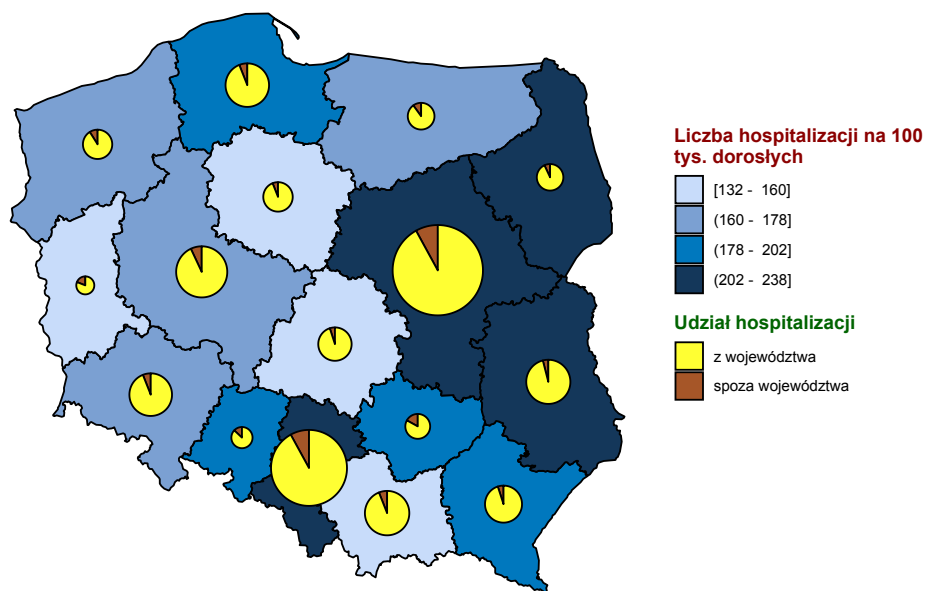 Liczba hospitalizacji na 100
tys. dorosłych
[132 - 160]
(160 - 178]
(178 - 202]
(202 - 238]
Udział hospitalizacji
z województwa
spoza województwa